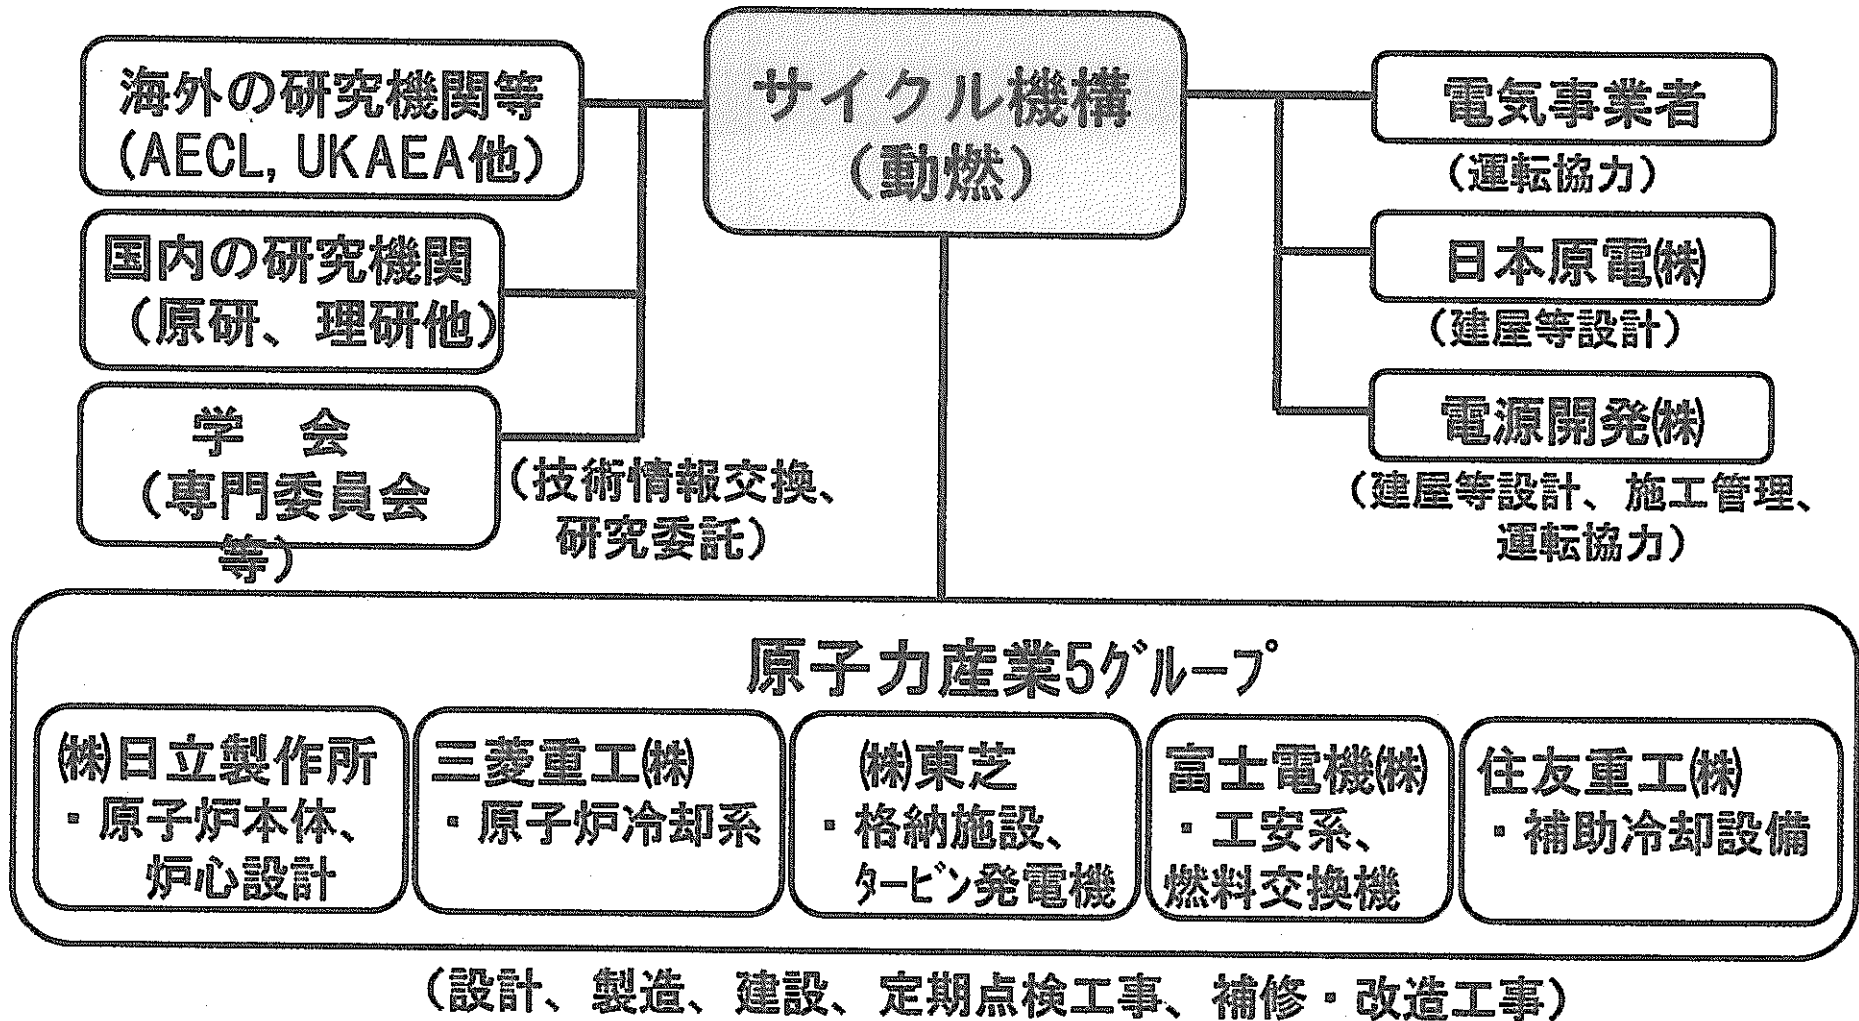 サイクル機構
（動燃）
海外の研究機関等
（AECL, UKAEA他）
国内の研究機関
（原研、理研他）
学　会
（専門委員会
等）
（技術情報交換、
研究委託）
電気事業者
（運転協力）
日本原電㈱
（建屋等設計）
電源開発㈱
（建屋等設計、施工管理、
運転協力）
原子力産業5ｸﾞﾙｰﾌﾟ
㈱日立製作所
・原子炉本体、
炉心設計
三菱重工㈱
・原子炉冷却系
㈱東芝
・格納施設、
ﾀｰﾋﾞﾝ発電機
富士電機㈱
・工安系、
燃料交換機
住友重工㈱
・補助冷却設備
（設計、製造、建設、定期点検工事、補修・改造工事）